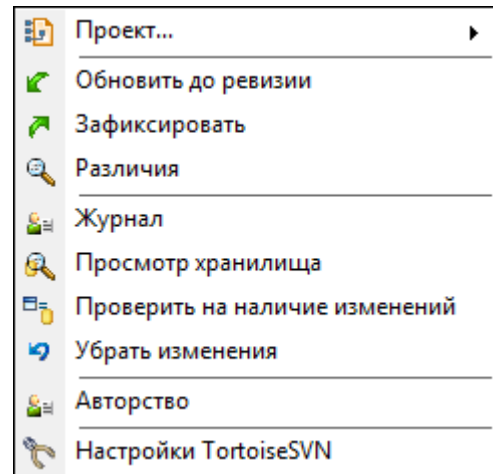 Проект...
Обновить до ревизии
Зафиксировать
Различия
Журнал
Просмотр хранилища
Проверить на наличие изменений
Убрать изменения
Авторство
Настройки TortoiseSVN